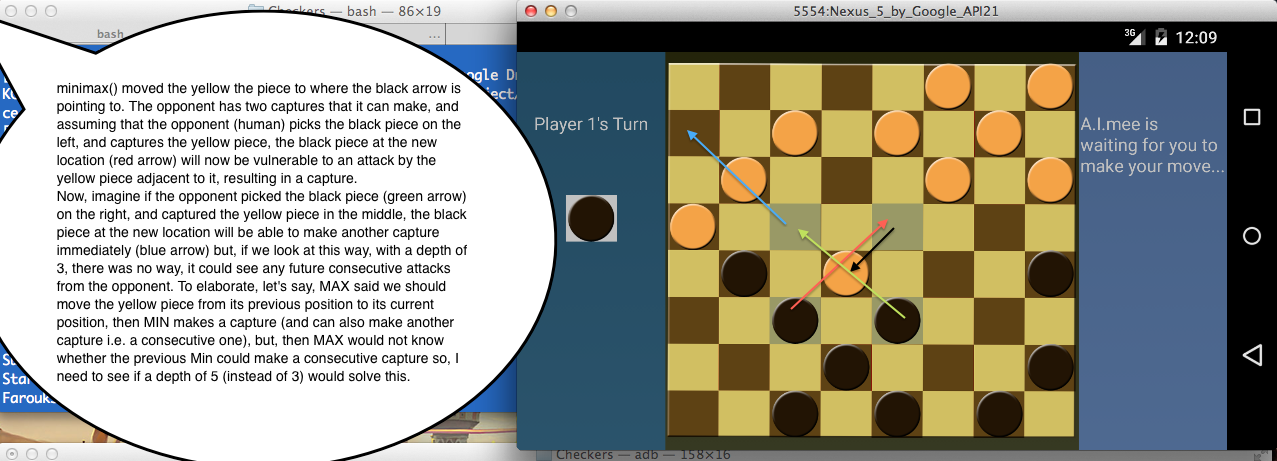 Checkers — bash — 86×19
5554:Nexus_5_by_Google_API21
bash
...
3G
12:09
minimax() moved the yellow the piece to where the black arrow is
pointing to. The opponent has two captures that it can make, and
assuming that the opponent (human) picks the black piece on the
left, and captures the yellow piece, the black piece at the new
location (red arrow) will now be vulnerable to an attack by the
yellow piece adjacent to it, resulting in a capture.
Now, imagine if the opponent picked the black piece (green arrow)
on the right, and captured the yellow piece in the middle, the black
piece at the new location will be able to make another capture
immediately (blue arrow) but, if we look at this way, with a depth of
3, there was no way, it could see any future consecutive attacks
from the opponent. To elaborate, let's say, MAX said we should
move the yellow piece from its previous position to its current
position, then MIN makes a capture (and can also make another
capture i.e. a consecutive one), but, then MAX would not know
whether the previous Min could make a consecutive capture so, I
need to see if a depth of 5 (instead of 3) would solve this.
Player 1's Turn
A.I.mee is
waiting for you to
make your move...
Checkers — adb — 158×16